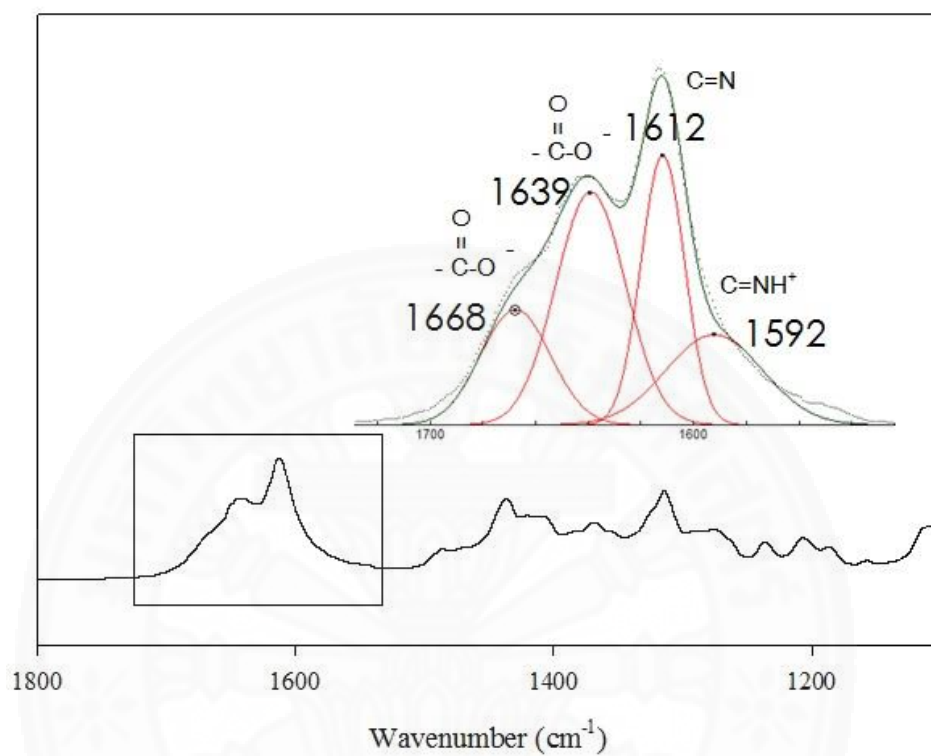 C=N
O
=
- C-O -
1612
1639
O
=
- C-O -
C=NH+
1668
1592
1700
1600
1800
1600
1400
1200
Wavenumber (cm-1)